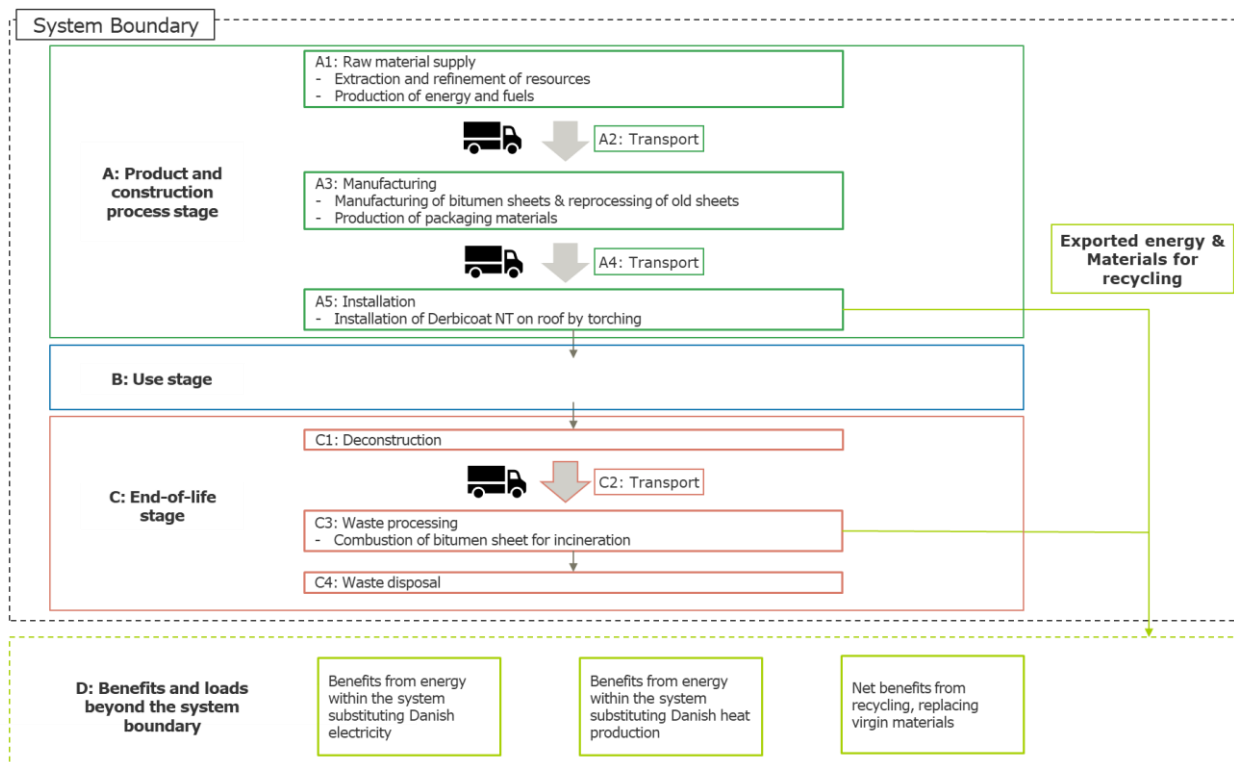 System Boundary
A1: Raw material supply
- Extraction and refinement of resources
- Production of energy and fuels
A2: Transport
A: Product and
construction
process stage
A3: Manufacturing
- Manufacturing of bitumen sheets & reprocessing of old sheets
- Production of packaging materials
Exported energy &
Materials for
recycling
A4: Transport
A5: Installation
- Installation of Derbicoat NT on roof by torching
B: Use stage
C1: Deconstruction
C2: Transport
C: End-of-life
stage
C3: Waste processing
- Combustion of bitumen sheet for incineration
C4: Waste disposal
D: Benefits and loads
beyond the system
boundary
Benefits from energy
within the system
substituting Danish
electricity
Benefits from energy
within the system
substituting Danish heat
production
Net benefits from
recycling, replacing
virgin materials